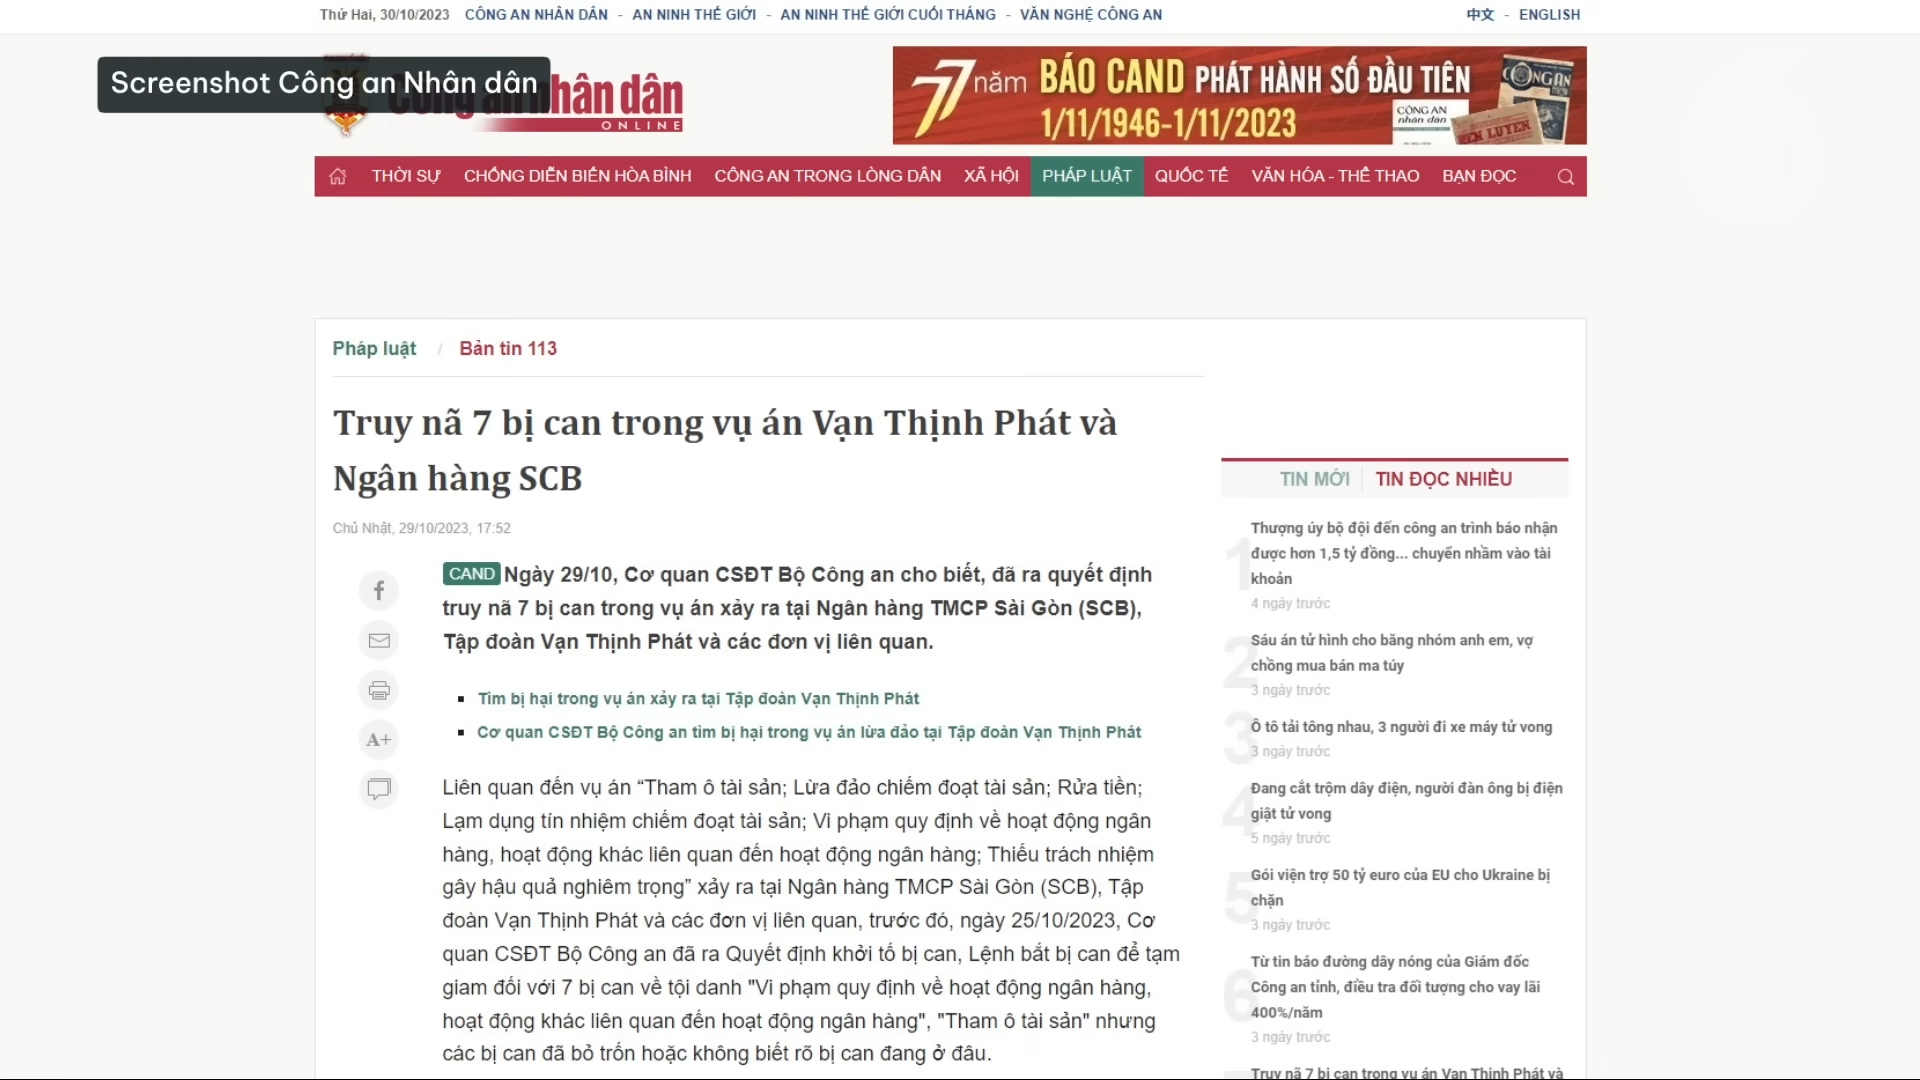 Thứ Hai, 30/10/2023 CÔNG AN NHÂN DÂN - AN NINH THẾ GIỚI - AN NINH THẾ GIỚI CUỐI THÁNG - VĂN NGHỆ CÔNG AN 中文 - ENGLISH
Screenshot Công an Nhân dân
Công an nhân dân
ONLINE
77 năm BÁO CAND PHÁT HÀNH SỐ ĐẦU TIÊN
1/11/1946-1/11/2023
CÔNG AN
nhân dân
RÈN LUYỆN
THỜI SỰ CHỐNG DIỄN BIẾN HÒA BÌNH CÔNG AN TRONG LÒNG DÂN XÃ HỘI PHÁP LUẬT QUỐC TẾ VĂN HÓA - THỂ THAO BẠN ĐỌC
Pháp luật / Bản tin 113
Truy nã 7 bị can trong vụ án Vạn Thịnh Phát và
Ngân hàng SCB
Chủ Nhật, 29/10/2023, 17:52
CAND Ngày 29/10, Cơ quan CSĐT Bộ Công an cho biết, đã ra quyết định
truy nã 7 bị can trong vụ án xảy ra tại Ngân hàng TMCP Sài Gòn (SCB),
Tập đoàn Vạn Thịnh Phát và các đơn vị liên quan.
Tìm bị hại trong vụ án xảy ra tại Tập đoàn Vạn Thịnh Phát
Cơ quan CSĐT Bộ Công an tìm bị hại trong vụ án lừa đảo tại Tập đoàn Vạn Thịnh Phát
A+
Liên quan đến vụ án “Tham ô tài sản; Lừa đảo chiếm đoạt tài sản; Rửa tiền;
Lạm dụng tín nhiệm chiếm đoạt tài sản; Vi phạm quy định về hoạt động ngân
hàng, hoạt động khác liên quan đến hoạt động ngân hàng; Thiếu trách nhiệm
gây hậu quả nghiêm trọng” xảy ra tại Ngân hàng TMCP Sài Gòn (SCB), Tập
đoàn Vạn Thịnh Phát và các đơn vị liên quan, trước đó, ngày 25/10/2023, Cơ
quan CSĐT Bộ Công an đã ra Quyết định khởi tố bị can, Lệnh bắt bị can để tạm
giam đối với 7 bị can về tội danh "Vi phạm quy định về hoạt động ngân hàng,
hoạt động khác liên quan đến hoạt động ngân hàng", "Tham ô tài sản" nhưng
các bị can đã bỏ trốn hoặc không biết rõ bị can đang ở đâu.
TIN MỚI TIN ĐỌC NHIỀU
1
Thượng úy bộ đội đến công an trình báo nhận
được hơn 1,5 tỷ đồng... chuyển nhầm vào tài
khoản
4 ngày trước
2
Sáu án tử hình cho băng nhóm anh em, vợ
chồng mua bán ma túy
3 ngày trước
3
Ô tô tải tông nhau, 3 người đi xe máy tử vong
3 ngày trước
4
Đang cắt trộm dây điện, người đàn ông bị điện
giật tử vong
5 ngày trước
5
Gói viện trợ 50 tỷ euro của EU cho Ukraine bị
chặn
3 ngày trước
6
Từ tin báo đường dây nóng của Giám đốc
Công an tỉnh, điều tra đối tượng cho vay lãi
400%/năm
3 ngày trước
Truy nã 7 bị can trong vụ án Vạn Thịnh Phát và